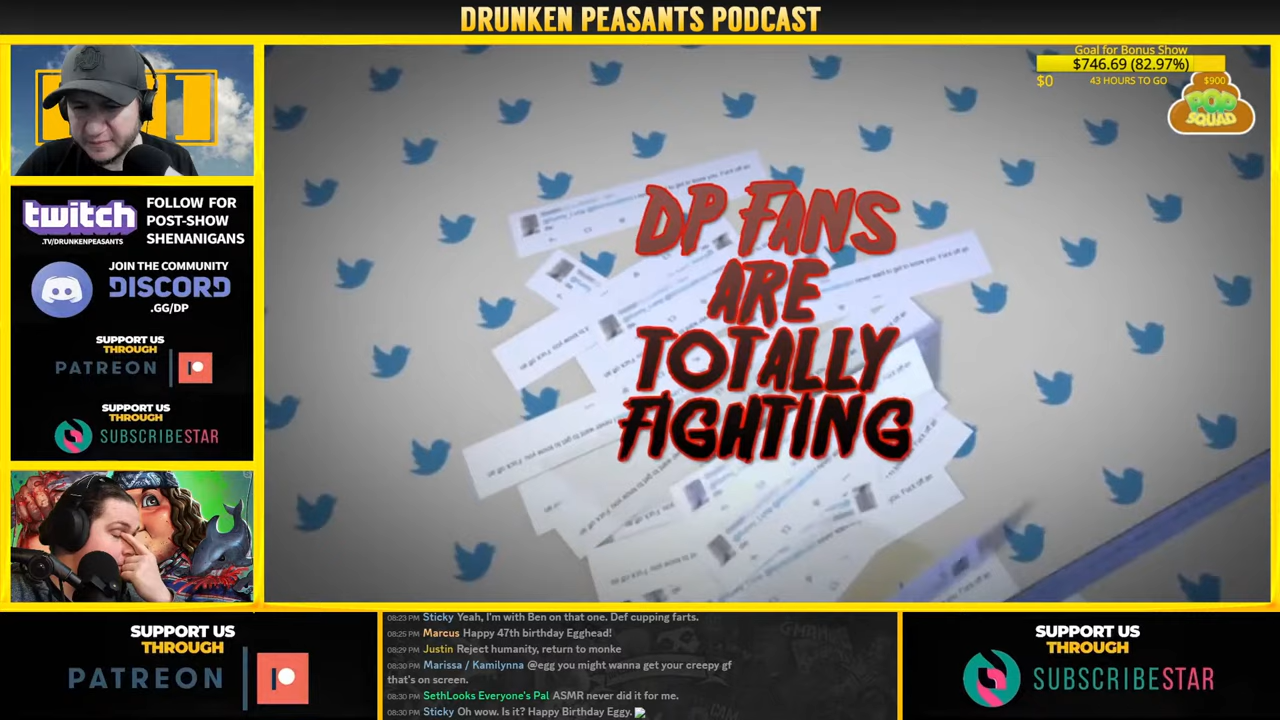 DRUNKEN PEASANTS PODCAST
Goal for Bonus Show
$746.69 (82.97%)
$0
43 HOURS TO GO
$900
POP
SQUAD
twitch
.TV/DRUNKENPEASANTS
FOLLOW FOR
POST-SHOW
SHENANIGANS
JOIN THE COMMUNITY
DISCORD
.GG/DP
SUPPORT US
THROUGH
PATREON
SUPPORT US
THROUGH
SUBSCRIBESTAR
DP FANS
ARE
TOTALLY
FIGHTING
SUPPORT US
THROUGH
PATREON
08:23 PM Sticky Yeah, I'm with Ben on that one. Def cupping farts.
08:25 PM Marcus Happy 47th birthday Egghead!
08:29 PM Justin Reject humanity, return to monke
08:30 PM Marissa / Kamilynna @egg you might wanna get your creepy gf
that's on screen.
08:30 PM SethLooks Everyone's Pal ASMR never did it for me.
08:30 PM Sticky Oh wow. Is it? Happy Birthday Eggy.
SUPPORT US
THROUGH
SUBSCRIBESTAR